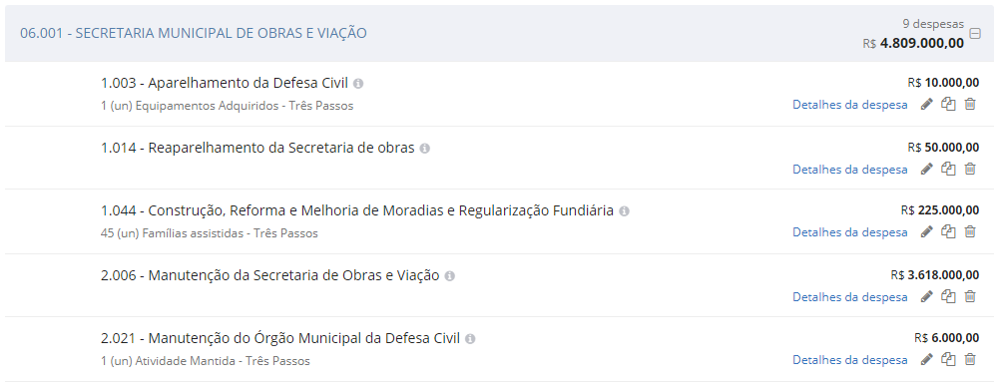 06.001 - SECRETARIA MUNICIPAL DE OBRAS E VIAÇÃO
9 despesas
R$ 4.809.000,00
1.003 - Aparelhamento da Defesa Civil
R$ 10.000,00
1 (un) Equipamentos Adquiridos - Três Passos
Detalhes da despesa
1.014 - Reaparelhamento da Secretaria de obras
R$ 50.000,00
Detalhes da despesa
1.044 - Construção, Reforma e Melhoria de Moradias e Regularização Fundiária
R$ 225.000,00
45 (un) Famílias assistidas - Três Passos
Detalhes da despesa
2.006 - Manutenção da Secretaria de Obras e Viação
R$ 3.618.000,00
Detalhes da despesa
2.021 - Manutenção do Órgão Municipal da Defesa Civil
R$ 6.000,00
1 (un) Atividade Mantida - Três Passos
Detalhes da despesa